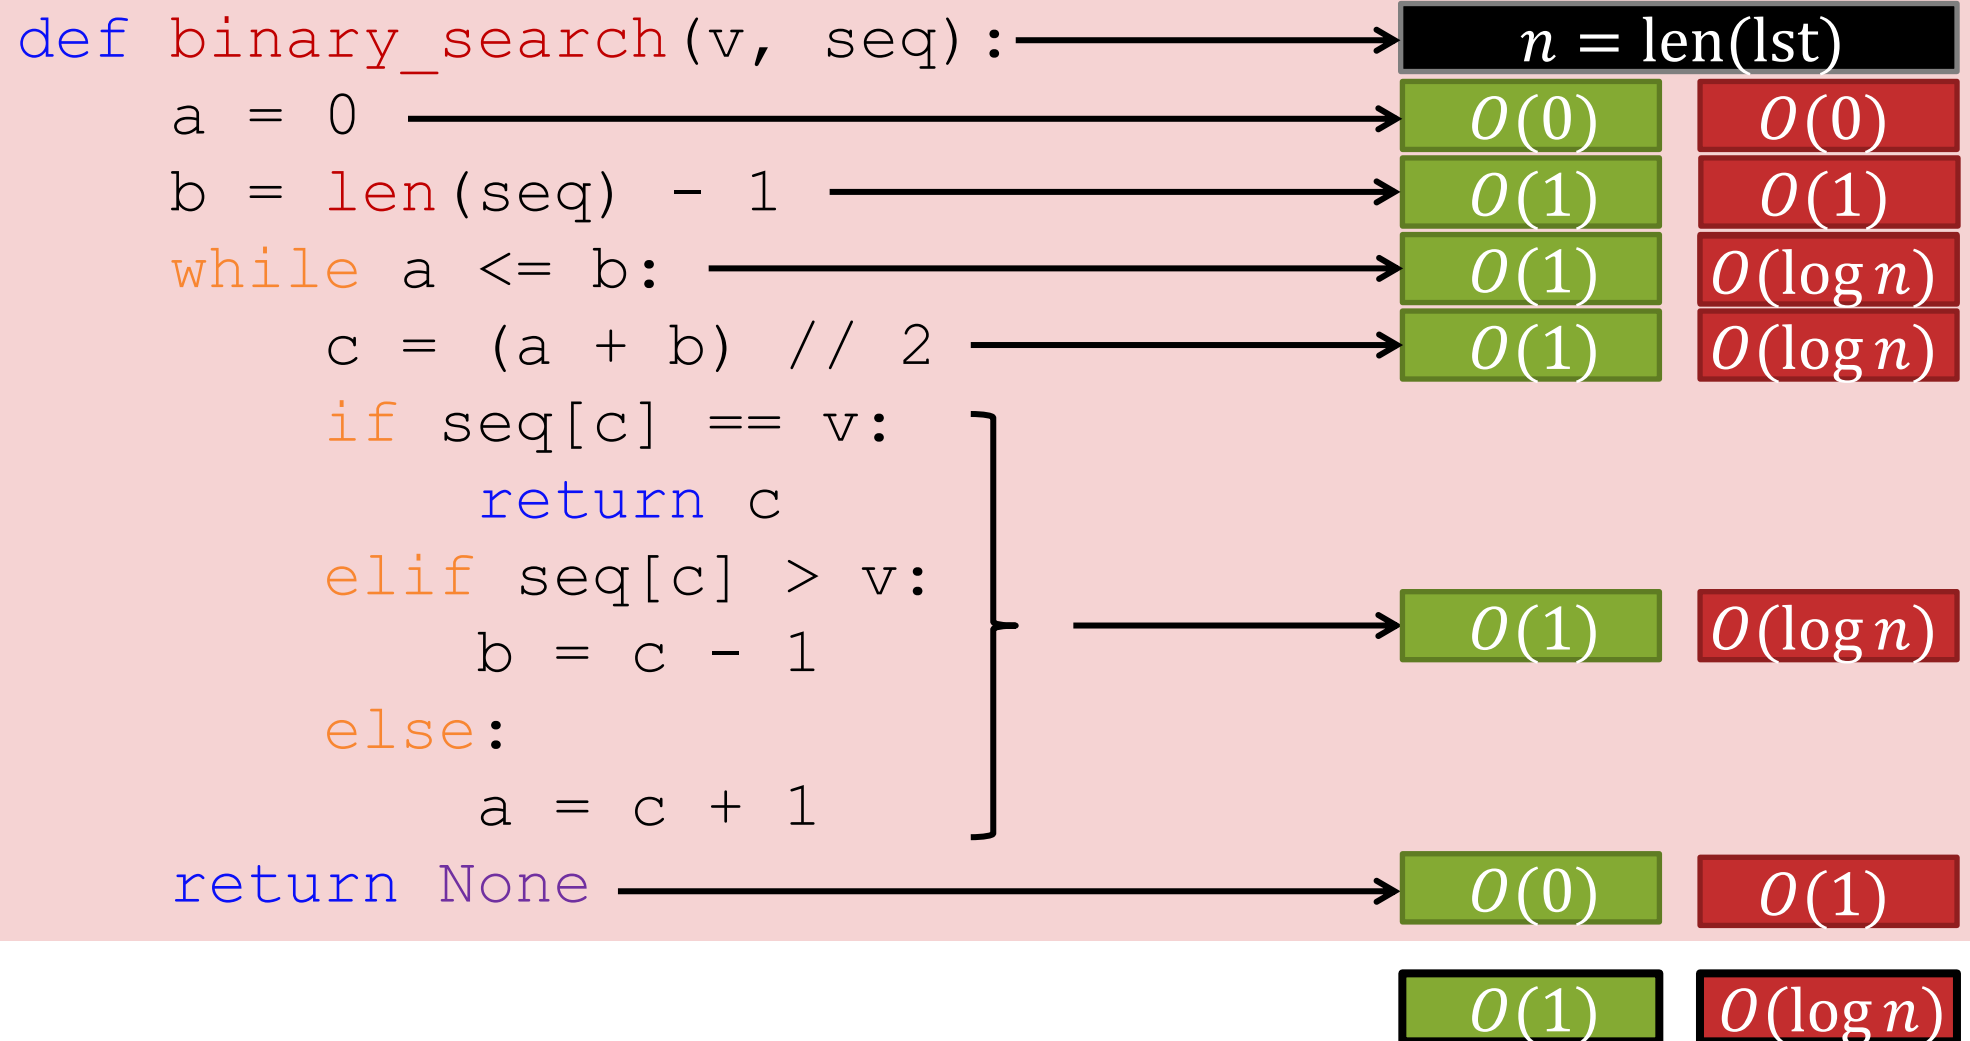 def binary_search(v, seq): n = len(lst)
a = 0 O(0) O(0)
b = len(seq) - 1 O(1) O(1)
while a <= b: O(1) O(log n)
c = (a + b) // 2 O(1) O(log n)
if seq[c] == v:
return c
elif seq[c] > v:
O(1) O(log n)
b = c - 1
else:
a = c + 1
return None O(0) O(1)
O(1) O(log n)